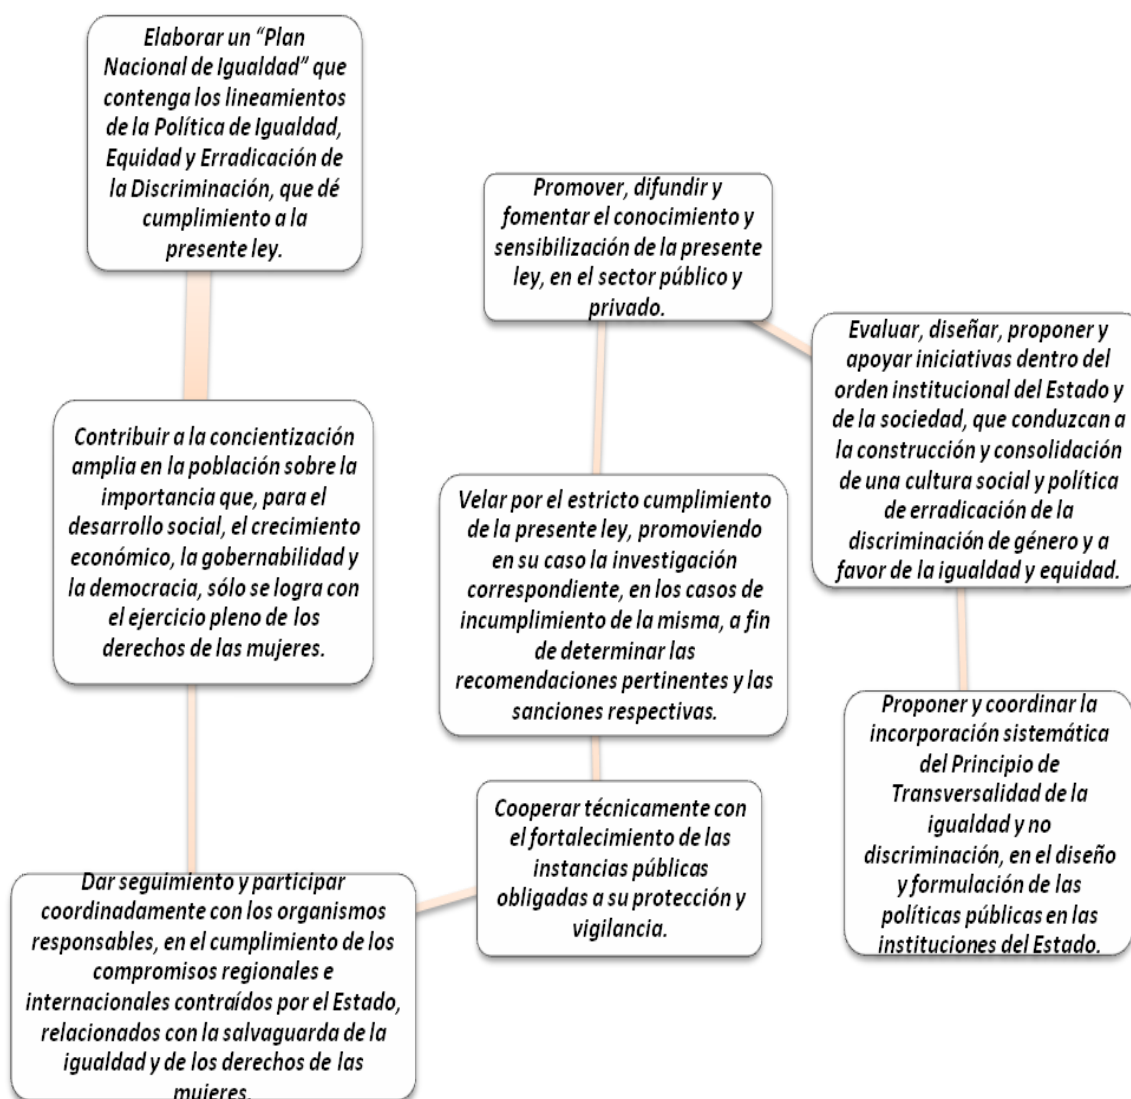 Elaborar un “Plan
Nacional de Igualdad” que
contenga los lineamientos
de la Política de Igualdad,
Equidad y Erradicación de
la Discriminación, que dé
cumplimiento a la
presente ley.
Contribuir a la concientización
amplia en la población sobre la
importancia que, para el
desarrollo social, el crecimiento
económico, la gobernabilidad y
la democracia, sólo se logra con
el ejercicio pleno de los
derechos de las mujeres.
Dar seguimiento y participar
coordinadamente con los organismos
responsables, en el cumplimiento de los
compromisos regionales e
internacionales contraídos por el Estado,
relacionados con la salvaguarda de la
igualdad y de los derechos de las
mujeres.
Cooperar técnicamente con
el fortalecimiento de las
instancias públicas
obligadas a su protección y
vigilancia.
Velar por el estricto cumplimiento
de la presente ley, promoviendo
en su caso la investigación
correspondiente, en los casos de
incumplimiento de la misma, a fin
de determinar las
recomendaciones pertinentes y las
sanciones respectivas.
Promover, difundir y
fomentar el conocimiento y
sensibilización de la presente
ley, en el sector público y
privado.
Evaluar, diseñar, proponer y
apoyar iniciativas dentro del
orden institucional del Estado y
de la sociedad, que conduzcan a
la construcción y consolidación
de una cultura social y política
de erradicación de la
discriminación de género y a
favor de la igualdad y equidad.
Proponer y coordinar la
incorporación sistemática
del Principio de
Transversalidad de la
igualdad y no
discriminación, en el diseño
y formulación de las
políticas públicas en las
instituciones del Estado.